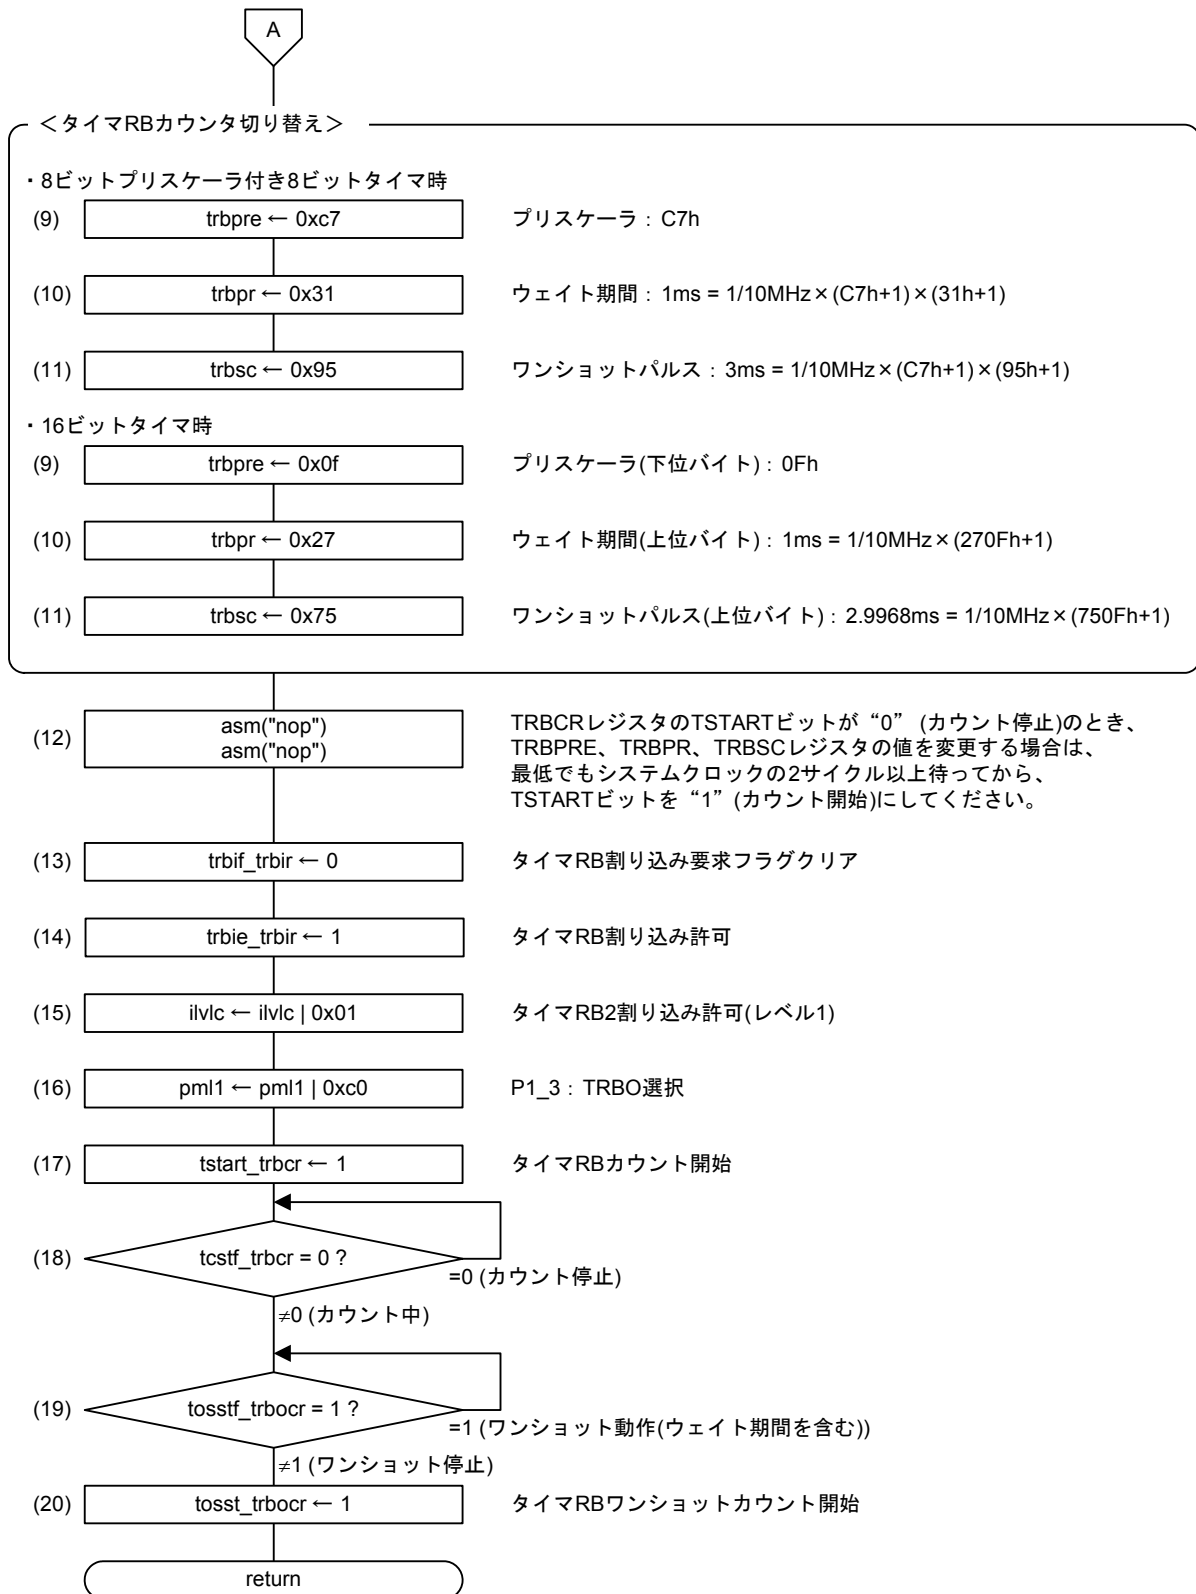 A
＜タイマRBカウンタ切り替え＞
・8ビットプリスケーラ付き8ビットタイマ時
(9) trbpre ← 0xc7 プリスケーラ : C7h
(10) trbpr ← 0x31 ウェイト期間 : 1ms = 1/10MHz×(C7h+1)×(31h+1)
(11) trbsc ← 0x95 ワンショットパルス : 3ms = 1/10MHz×(C7h+1)×(95h+1)
・16ビットタイマ時
(9) trbpre ← 0x0f プリスケーラ(下位バイト) : 0Fh
(10) trbpr ← 0x27 ウェイト期間(上位バイト) : 1ms = 1/10MHz×(270Fh+1)
(11) trbsc ← 0x75 ワンショットパルス(上位バイト) : 2.9968ms = 1/10MHz×(750Fh+1)
(12) asm("nop")
asm("nop")
TRBCRレジスタのTSTARTビットが“0” (カウント停止)のとき、
TRBPRE、TRBPR、TRBSCレジスタの値を変更する場合は、
最低でもシステムクロックの2サイクル以上待ってから、
TSTARTビットを“1”(カウント開始)にしてください。
(13) trbif_trbir ← 0 タイマRB割り込み要求フラグクリア
(14) trbie_trbir ← 1 タイマRB割り込み許可
(15) ilvlc ← ilvlc | 0x01 タイマRB2割り込み許可(レベル1)
(16) pml1 ← pml1 | 0xc0 P1_3 : TRBO選択
(17) tstart_trbcr ← 1 タイマRBカウント開始
(18) tcstf_trbcr = 0 ?
=0 (カウント停止)
≠0 (カウント中)
(19) tosstf_trbocr = 1 ?
=1 (ワンショット動作(ウェイト期間を含む))
≠1 (ワンショット停止)
(20) tosst_trbocr ← 1 タイマRBワンショットカウント開始
return